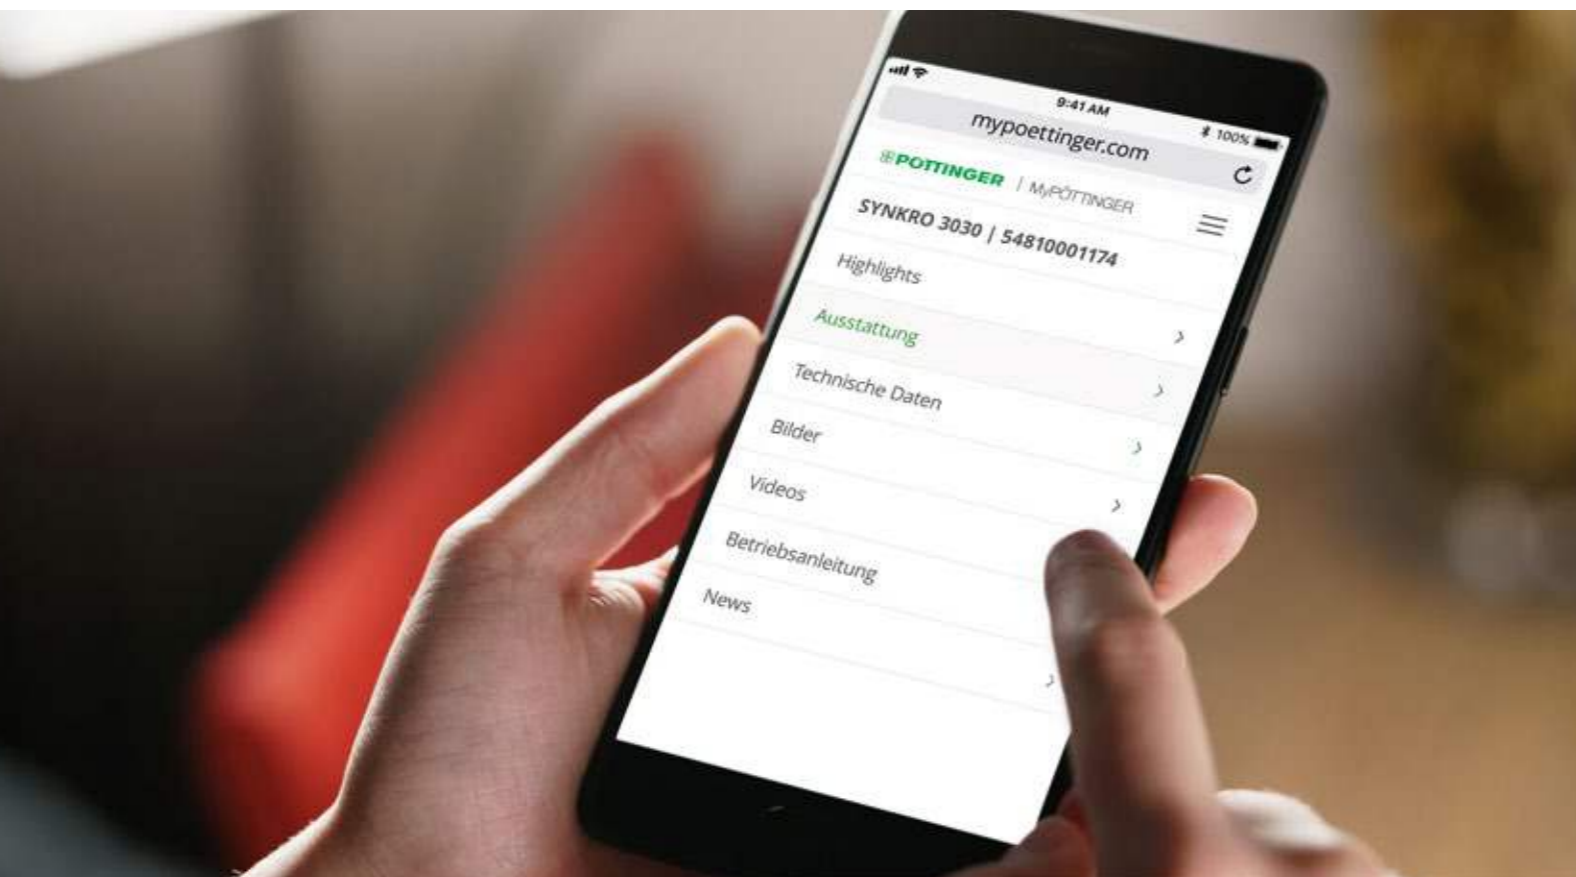 9:41 AM
100%
mypoettinger.com
PÖTTINGER | MyPÖTTINGER
SYNKRO 3030 | 54810001174
Highlights
Ausstattung
Technische Daten
Bilder
Videos
Betriebsanleitung
News